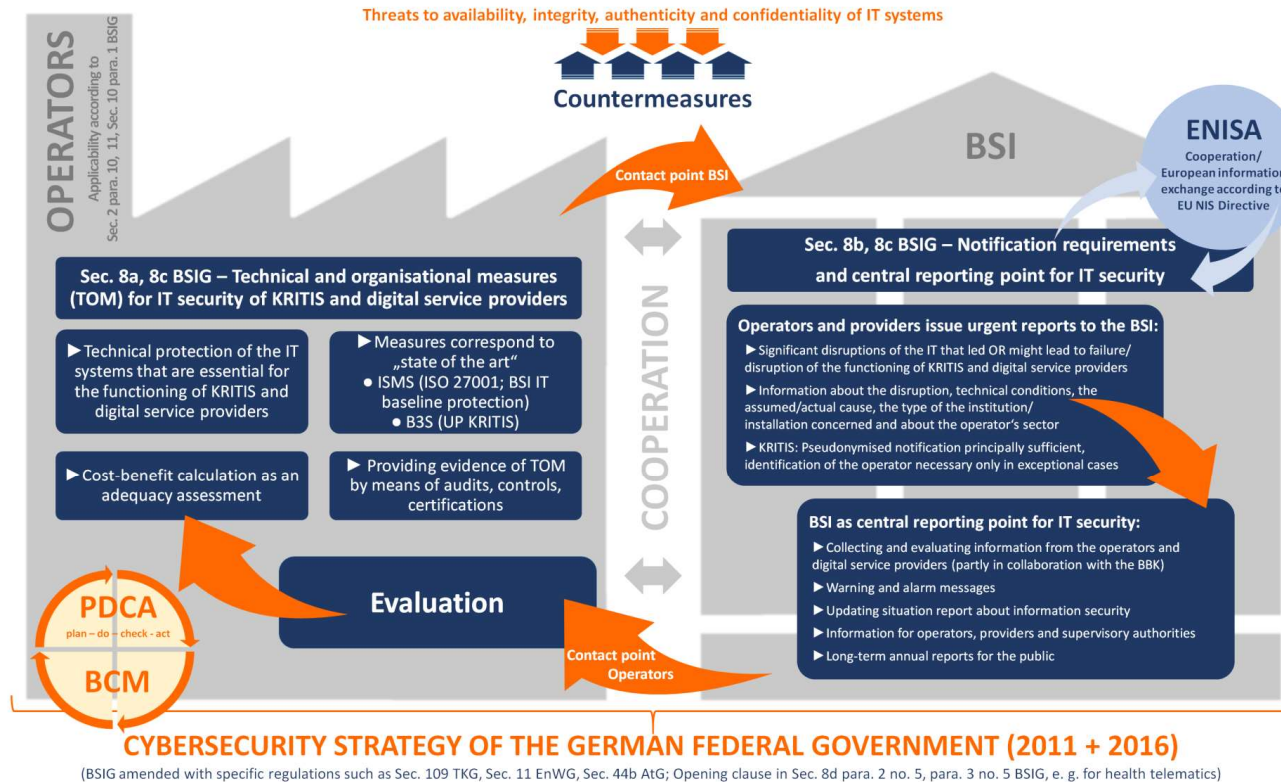 Threats to availability, integrity, authenticity and confidentiality of IT systems
Countermeasures
OPERATORS
Applicability according to
Sec. 2 para. 10, 11, Sec. 10 para. 1 BSIG
Contact point BSI
BSI
ENISA
Cooperation/
European information
exchange according to
EU NIS Directive
Sec. 8a, 8c BSIG – Technical and organisational measures
(TOM) for IT security of KRITIS and digital service providers
►Technical protection of the IT
systems that are essential for
the functioning of KRITIS and
digital service providers
►Measures correspond to
„state of the art“
● ISMS (ISO 27001; BSI IT
baseline protection)
● B3S (UP KRITIS)
►Cost-benefit calculation as an
adequacy assessment
►Providing evidence of TOM
by means of audits, controls,
certifications
Evaluation
PDCA
plan – do – check - act
BCM
COOPERATION
Sec. 8b, 8c BSIG – Notification requirements
and central reporting point for IT security
Operators and providers issue urgent reports to the BSI:
►Significant disruptions of the IT that led OR might lead to failure/
disruption of the functioning of KRITIS and digital service providers
►Information about the disruption, technical conditions, the
assumed/actual cause, the type of the institution/
installation concerned and about the operator's sector
►KRITIS: Pseudonymised notification principally sufficient,
identification of the operator necessary only in exceptional cases
BSI as central reporting point for IT security:
►Collecting and evaluating information from the operators and
digital service providers (partly in collaboration with the BBK)
►Warning and alarm messages
►Updating situation report about information security
►Information for operators, providers and supervisory authorities
►Long-term annual reports for the public
Contact point
Operators
CYBERSECURITY STRATEGY OF THE GERMAN FEDERAL GOVERNMENT (2011 + 2016)
(BSIG amended with specific regulations such as Sec. 109 TKG, Sec. 11 EnWG, Sec. 44b AtG; Opening clause in Sec. 8d para. 2 no. 5, para. 3 no. 5 BSIG, e. g. for health telematics)